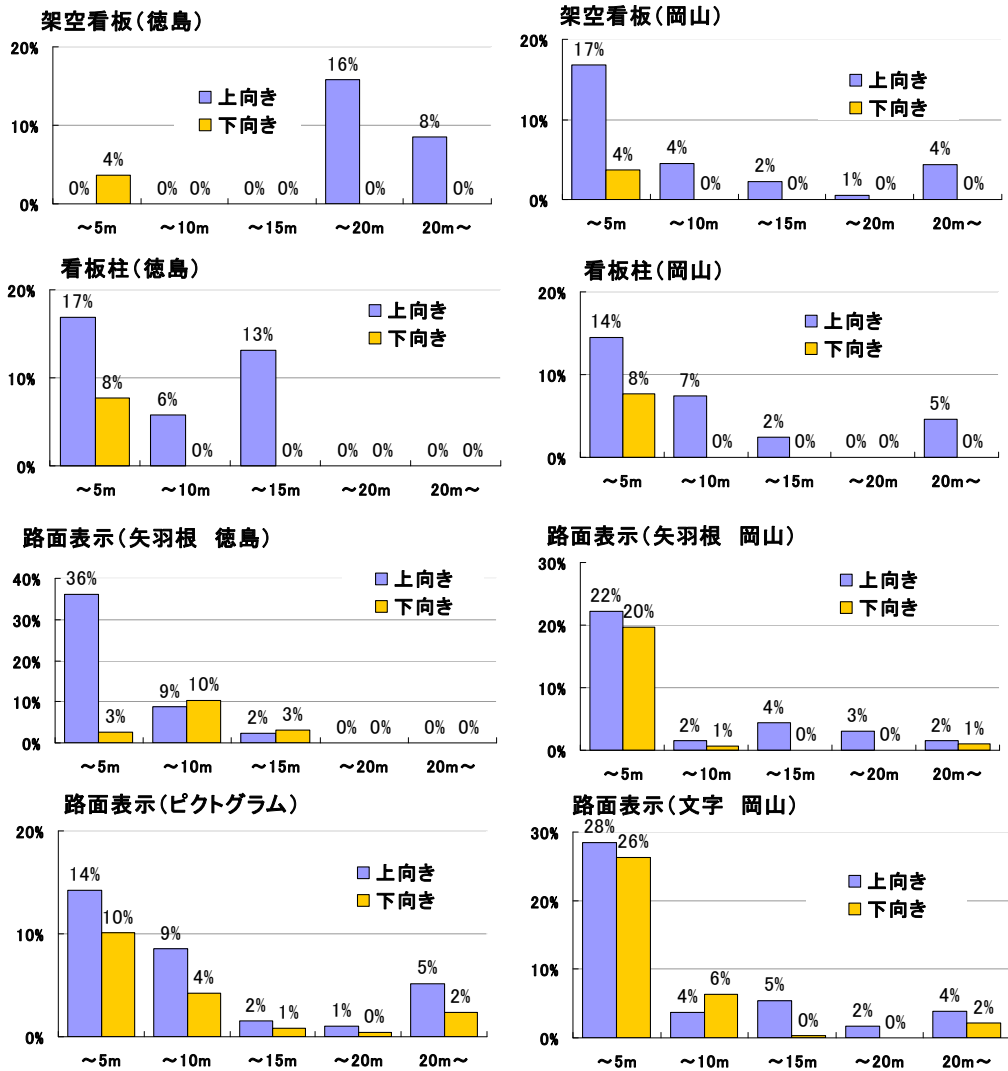 架空看板(徳島)
20%
10%
0%
上向き
下向き
0% 4% 0% 0% 0% 0% 16% 0% 8% 0%
～5m ～10m ～15m ～20m 20m～
架空看板(岡山)
20%
10%
0%
上向き
下向き
17% 4% 4% 0% 2% 0% 1% 0% 4% 0%
～5m ～10m ～15m ～20m 20m～
看板柱(徳島)
20%
10%
0%
上向き
下向き
17% 8% 6% 0% 13% 0% 0% 0% 0% 0%
～5m ～10m ～15m ～20m 20m～
看板柱(岡山)
20%
10%
0%
上向き
下向き
14% 8% 7% 0% 2% 0% 0% 0% 5% 0%
～5m ～10m ～15m ～20m 20m～
路面表示(矢羽根　徳島)
40%
30%
20%
10%
0%
上向き
下向き
36% 3% 9% 10% 2% 3% 0% 0% 0% 0%
～5m ～10m ～15m ～20m 20m～
路面表示(矢羽根　岡山)
30%
20%
10%
0%
上向き
下向き
22% 20% 2% 1% 4% 0% 3% 0% 2% 1%
～5m ～10m ～15m ～20m 20m～
路面表示(ピクトグラム)
20%
10%
0%
上向き
下向き
14% 10% 9% 4% 2% 1% 1% 0% 5% 2%
～5m ～10m ～15m ～20m 20m～
路面表示(文字　岡山)
30%
20%
10%
0%
上向き
下向き
28% 26% 4% 6% 5% 0% 2% 0% 4% 2%
～5m ～10m ～15m ～20m 20m～